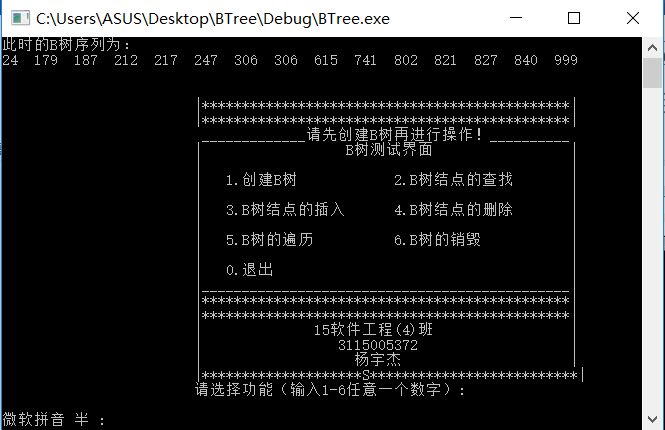 C:\Users\ASUS\Desktop\BTree\Debug\BTree.exe
此时的B树序列为:
24 179 187 212 217 247 306 306 615 741 802 821 827 840 999
|**********************************************|
|**********************************************|
|_____________请先创建B树再进行操作!__________|
B树测试界面
1.创建B树 2.B树结点的查找
3.B树结点的插入 4.B树结点的删除
5.B树的遍历 6.B树的销毁
0.退出
|______________________________________________|
|**********************************************|
|**********************************************|
15软件工程(4)班
3115005372
杨宇杰
|********************S**************************|
请选择功能(输入1-6任意一个数字):
微软拼音 半 :